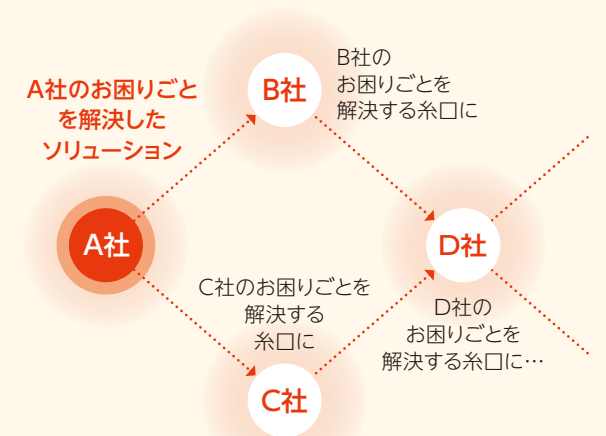 A社のお困りごと
を解決した
ソリューション
A社
B社
B社の
お困りごとを
解決する糸口に
C社のお困りごとを
解決する
糸口に
C社
D社
D社の
お困りごとを
解決する糸口に…